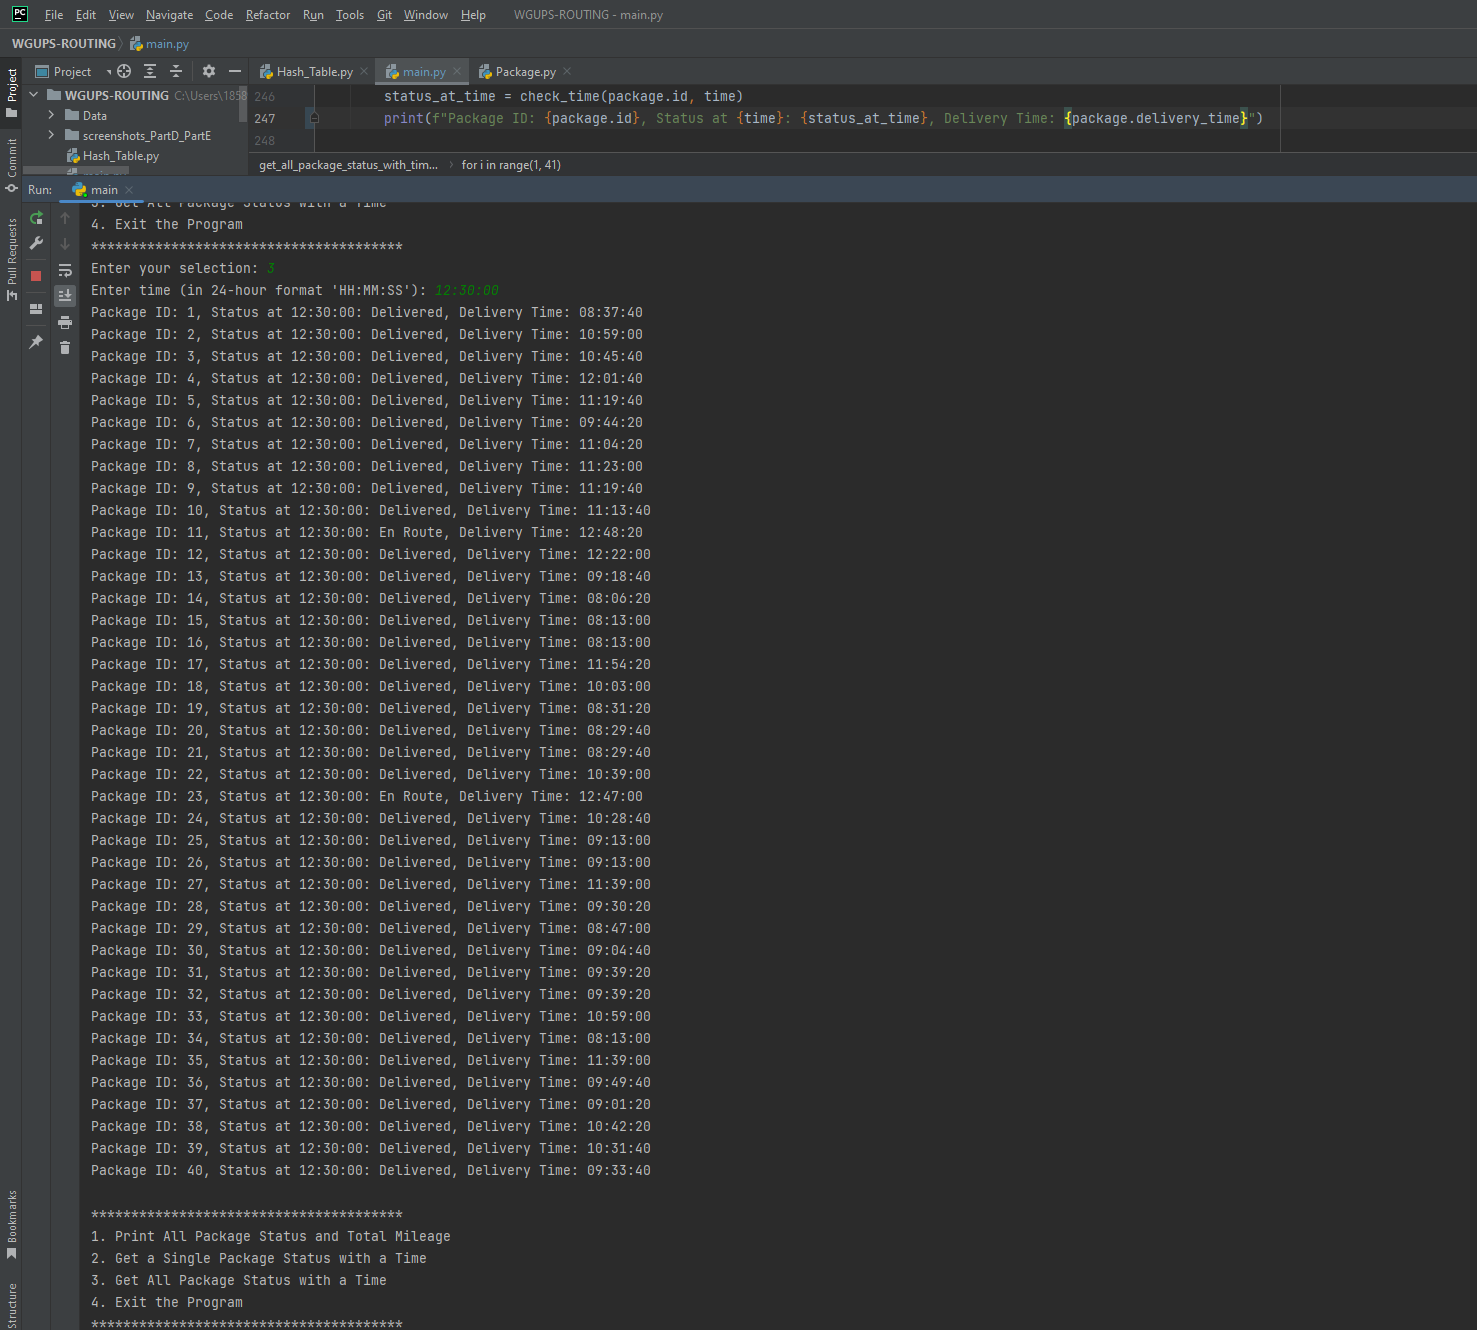 PC File Edit View Navigate Code Refactor Run Tools Git Window Help WGUPS-ROUTING - main.py
WGUPS-ROUTING main.py
Project Hash_Table.py main.py Package.py
WGUPS-ROUTING C:\Users\1858
Data
screenshots_PartD_PartE
Hash_Table.py
246 status_at_time = check_time(package.id, time)
247 print(f"Package ID: {package.id}, Status at {time}: {status_at_time}, Delivery Time: {package.delivery_time}")
248
get_all_package_status_with_tim... for i in range(1, 41)
Project
Commit
Pull Requests
Bookmarks
Structure
Run: main
3. Get All Package Status with a Time
4. Exit the Program
***************************************
Enter your selection: 3
Enter time (in 24-hour format 'HH:MM:SS'): 12:30:00
Package ID: 1, Status at 12:30:00: Delivered, Delivery Time: 08:37:40
Package ID: 2, Status at 12:30:00: Delivered, Delivery Time: 10:59:00
Package ID: 3, Status at 12:30:00: Delivered, Delivery Time: 10:45:40
Package ID: 4, Status at 12:30:00: Delivered, Delivery Time: 12:01:40
Package ID: 5, Status at 12:30:00: Delivered, Delivery Time: 11:19:40
Package ID: 6, Status at 12:30:00: Delivered, Delivery Time: 09:44:20
Package ID: 7, Status at 12:30:00: Delivered, Delivery Time: 11:04:20
Package ID: 8, Status at 12:30:00: Delivered, Delivery Time: 11:23:00
Package ID: 9, Status at 12:30:00: Delivered, Delivery Time: 11:19:40
Package ID: 10, Status at 12:30:00: Delivered, Delivery Time: 11:13:40
Package ID: 11, Status at 12:30:00: En Route, Delivery Time: 12:48:20
Package ID: 12, Status at 12:30:00: Delivered, Delivery Time: 12:22:00
Package ID: 13, Status at 12:30:00: Delivered, Delivery Time: 09:18:40
Package ID: 14, Status at 12:30:00: Delivered, Delivery Time: 08:06:20
Package ID: 15, Status at 12:30:00: Delivered, Delivery Time: 08:13:00
Package ID: 16, Status at 12:30:00: Delivered, Delivery Time: 08:13:00
Package ID: 17, Status at 12:30:00: Delivered, Delivery Time: 11:54:20
Package ID: 18, Status at 12:30:00: Delivered, Delivery Time: 10:03:00
Package ID: 19, Status at 12:30:00: Delivered, Delivery Time: 08:31:20
Package ID: 20, Status at 12:30:00: Delivered, Delivery Time: 08:29:40
Package ID: 21, Status at 12:30:00: Delivered, Delivery Time: 08:29:40
Package ID: 22, Status at 12:30:00: Delivered, Delivery Time: 10:39:00
Package ID: 23, Status at 12:30:00: En Route, Delivery Time: 12:47:00
Package ID: 24, Status at 12:30:00: Delivered, Delivery Time: 10:28:40
Package ID: 25, Status at 12:30:00: Delivered, Delivery Time: 09:13:00
Package ID: 26, Status at 12:30:00: Delivered, Delivery Time: 09:13:00
Package ID: 27, Status at 12:30:00: Delivered, Delivery Time: 11:39:00
Package ID: 28, Status at 12:30:00: Delivered, Delivery Time: 09:30:20
Package ID: 29, Status at 12:30:00: Delivered, Delivery Time: 08:47:00
Package ID: 30, Status at 12:30:00: Delivered, Delivery Time: 09:04:40
Package ID: 31, Status at 12:30:00: Delivered, Delivery Time: 09:39:20
Package ID: 32, Status at 12:30:00: Delivered, Delivery Time: 09:39:20
Package ID: 33, Status at 12:30:00: Delivered, Delivery Time: 10:59:00
Package ID: 34, Status at 12:30:00: Delivered, Delivery Time: 08:13:00
Package ID: 35, Status at 12:30:00: Delivered, Delivery Time: 11:39:00
Package ID: 36, Status at 12:30:00: Delivered, Delivery Time: 09:49:40
Package ID: 37, Status at 12:30:00: Delivered, Delivery Time: 09:01:20
Package ID: 38, Status at 12:30:00: Delivered, Delivery Time: 10:42:20
Package ID: 39, Status at 12:30:00: Delivered, Delivery Time: 10:31:40
Package ID: 40, Status at 12:30:00: Delivered, Delivery Time: 09:33:40
***************************************
1. Print All Package Status and Total Mileage
2. Get a Single Package Status with a Time
3. Get All Package Status with a Time
4. Exit the Program
***************************************